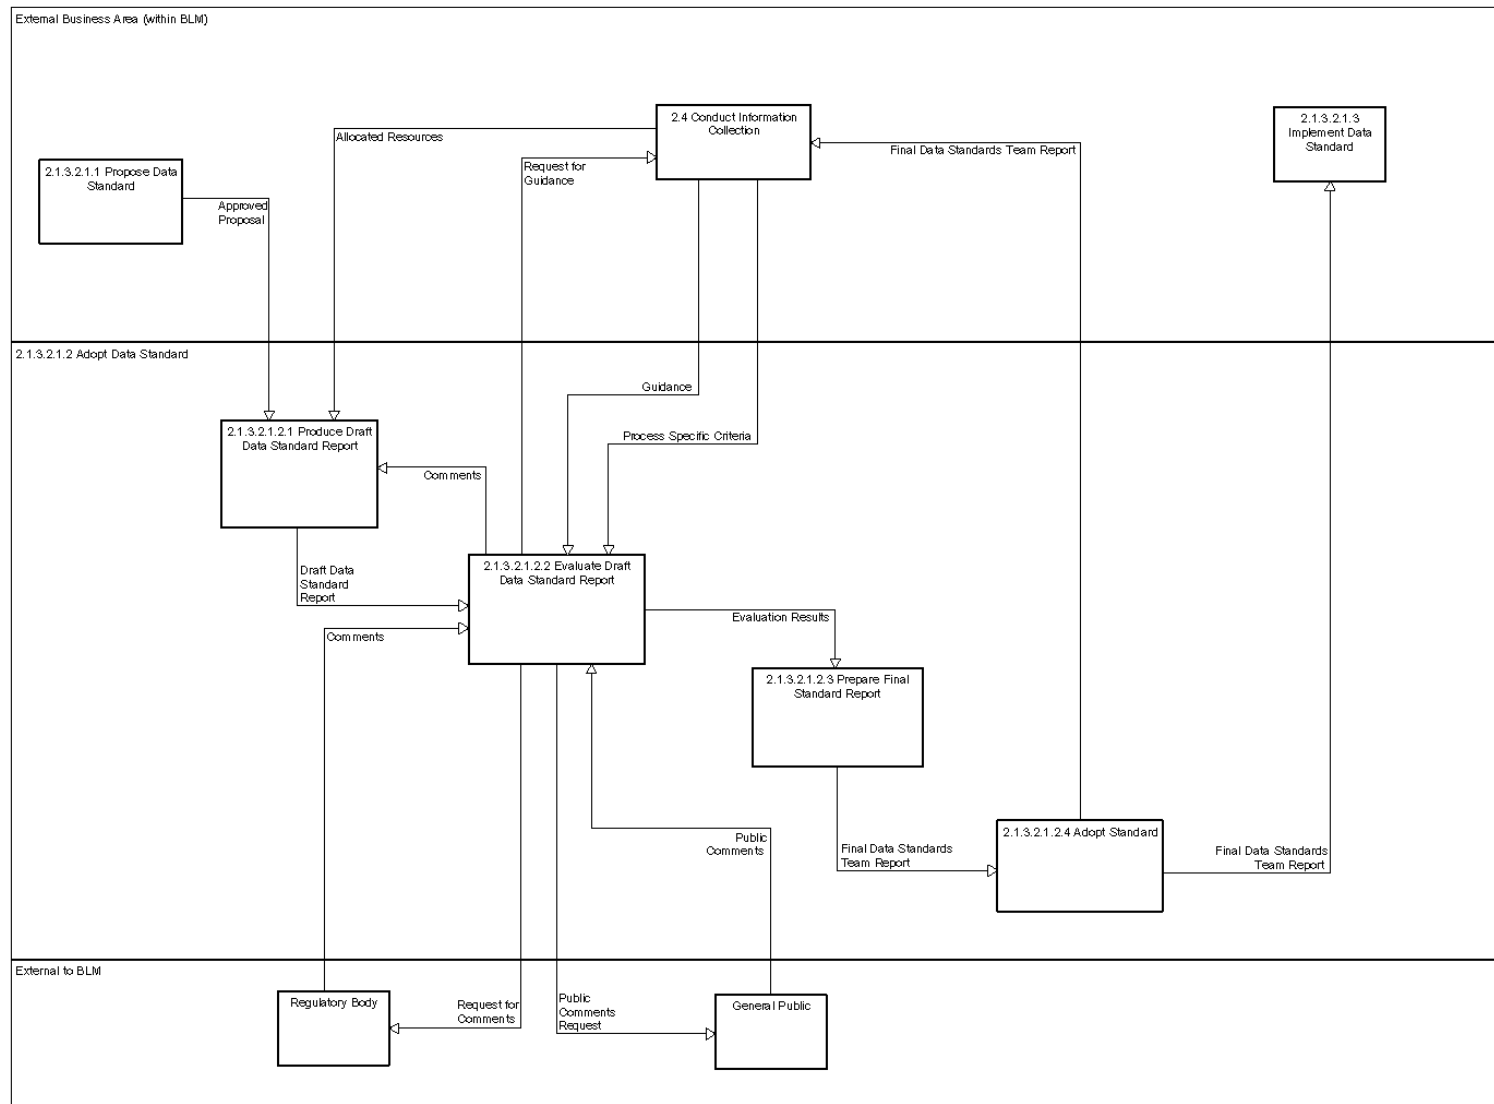 External Business Area (within BLM)
2.4 Conduct Information
Collection
2.1.3.2.1.3
Implement Data
Standard
Allocated Resources
Final Data Standards Team Report
Request for
Guidance
2.1.3.2.1.1 Propose Data
Standard
Approved
Proposal
2.1.3.2.1.2 Adopt Data Standard
Guidance
2.1.3.2.1.2.1 Produce Draft
Data Standard Report
Process Specific Criteria
Comments
2.1.3.2.1.2.2 Evaluate Draft
Data Standard Report
Draft Data
Standard
Report
Comments
Evaluation Results
2.1.3.2.1.2.3 Prepare Final
Standard Report
Public
Comments
2.1.3.2.1.2.4 Adopt Standard
Final Data Standards
Team Report
Final Data Standards
Team Report
External to BLM
Regulatory Body
Request for
Comments
Public
Comments
Request
General Public